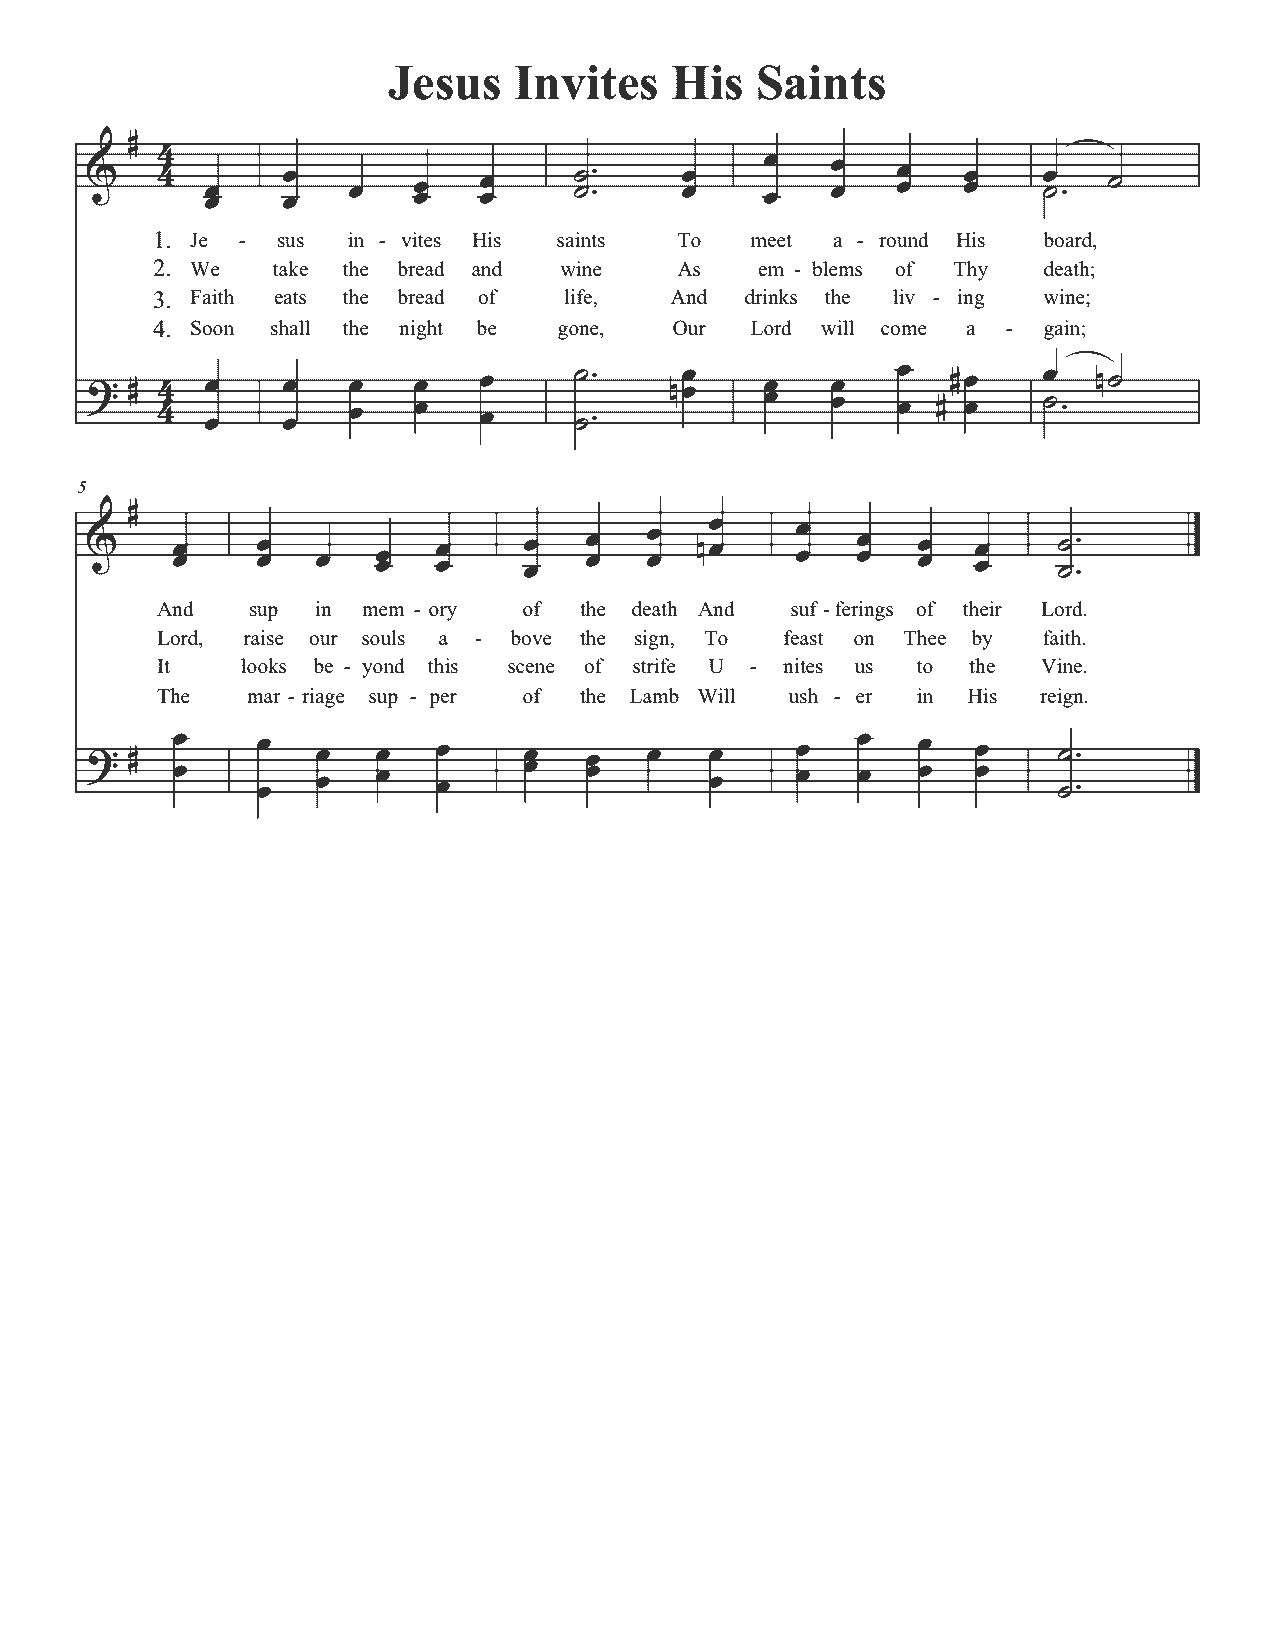 Jesus Invites His Saints
4
4
1. Je - sus in - vites His saints To meet a - round His board,
2. We take the bread and wine As em - blems of Thy death;
3. Faith eats the bread of life, And drinks the liv - ing wine;
4. Soon shall the night be gone, Our Lord will come a - gain;
4
4
5
And sup in mem - ory of the death And suf - ferings of their Lord.
Lord, raise our souls a - bove the sign, To feast on Thee by faith.
It looks be - yond this scene of strife U - nites us to the Vine.
The mar - riage sup - per of the Lamb Will ush - er in His reign.